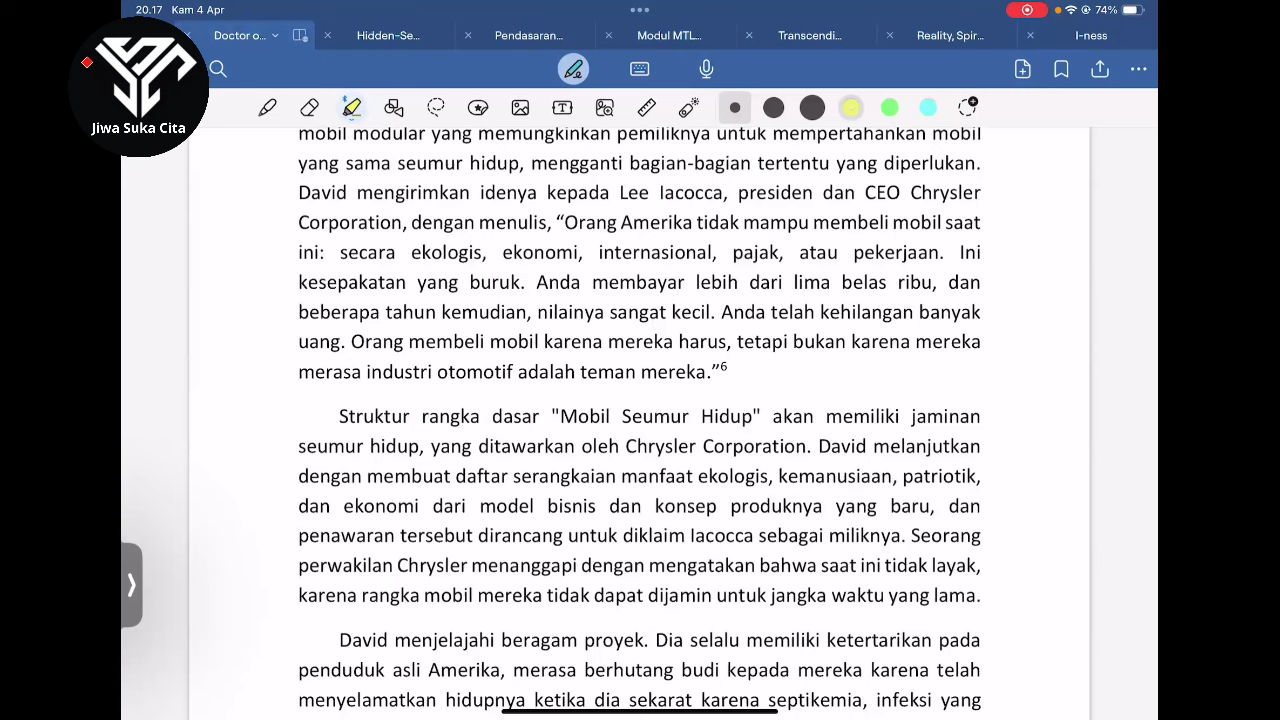 20.17 Kam 4 Apr
74%
Doctor o...
Hidden-Se...
Pendasaran...
Modul MTL...
Transcendi...
Reality, Spir...
I-ness
Jiwa Suka Cita
mobil modular yang memungkinkan pemiliknya untuk mempertahankan mobil
yang sama seumur hidup, mengganti bagian-bagian tertentu yang diperlukan.
David mengirimkan idenya kepada Lee Iacocca, presiden dan CEO Chrysler
Corporation, dengan menulis, “Orang Amerika tidak mampu membeli mobil saat
ini: secara ekologis, ekonomi, internasional, pajak, atau pekerjaan. Ini
kesepakatan yang buruk. Anda membayar lebih dari lima belas ribu, dan
beberapa tahun kemudian, nilainya sangat kecil. Anda telah kehilangan banyak
uang. Orang membeli mobil karena mereka harus, tetapi bukan karena mereka
merasa industri otomotif adalah teman mereka.”⁶
Struktur rangka dasar "Mobil Seumur Hidup" akan memiliki jaminan
seumur hidup, yang ditawarkan oleh Chrysler Corporation. David melanjutkan
dengan membuat daftar serangkaian manfaat ekologis, kemanusiaan, patriotik,
dan ekonomi dari model bisnis dan konsep produknya yang baru, dan
penawaran tersebut dirancang untuk diklaim Iacocca sebagai miliknya. Seorang
perwakilan Chrysler menanggapi dengan mengatakan bahwa saat ini tidak layak,
karena rangka mobil mereka tidak dapat dijamin untuk jangka waktu yang lama.
David menjelajahi beragam proyek. Dia selalu memiliki ketertarikan pada
penduduk asli Amerika, merasa berhutang budi kepada mereka karena telah
menyelamatkan hidupnya ketika dia sekarat karena septikemia, infeksi yang